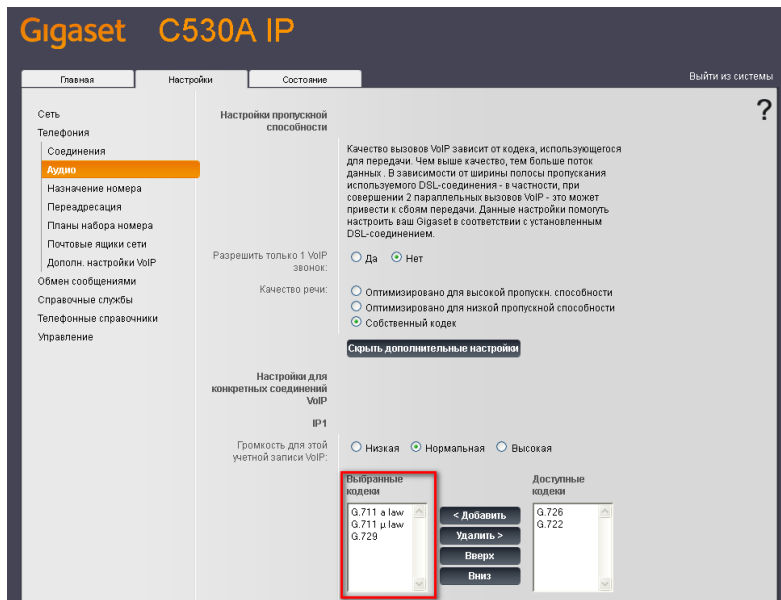 Gigaset C530A IP
Главная
Настройки
Состояние
Выйти из системы
?
Сеть
Телефония
Соединения
Аудио
Назначение номера
Переадресация
Планы набора номера
Почтовые ящики сети
Дополн. настройки VoIP
Обмен сообщениями
Справочные службы
Телефонные справочники
Управление
Настройки пропускной
способности
Качество вызовов VoIP зависит от кодека, использующегося
для передачи. Чем выше качество, тем больше поток
данных . В зависимости от ширины полосы пропускания
используемого DSL-соединения - в частности, при
совершении 2 параллельных вызовов VoIP - это может
привести к сбоям передачи. Данные настройки помогуть
настроить ваш Gigaset в соответствии с установленным
DSL-соединением.
Разрешить только 1 VoIP
звонок:
Да
Нет
Качество речи:
Оптимизировано для высокой пропускн. способности
Оптимизировано для низкой пропускной способности
Собственный кодек
Скрыть дополнительные настройки
Настройки для
конкретных соединений
VoIP
IP1
Громкость для этой
учетной записи VoIP:
Низкая
Нормальная
Высокая
Выбранные
кодеки
G.711 a law
G.711 µ law
G.729
< Добавить
Удалить >
Вверх
Вниз
Доступные
кодеки
G.726
G.722